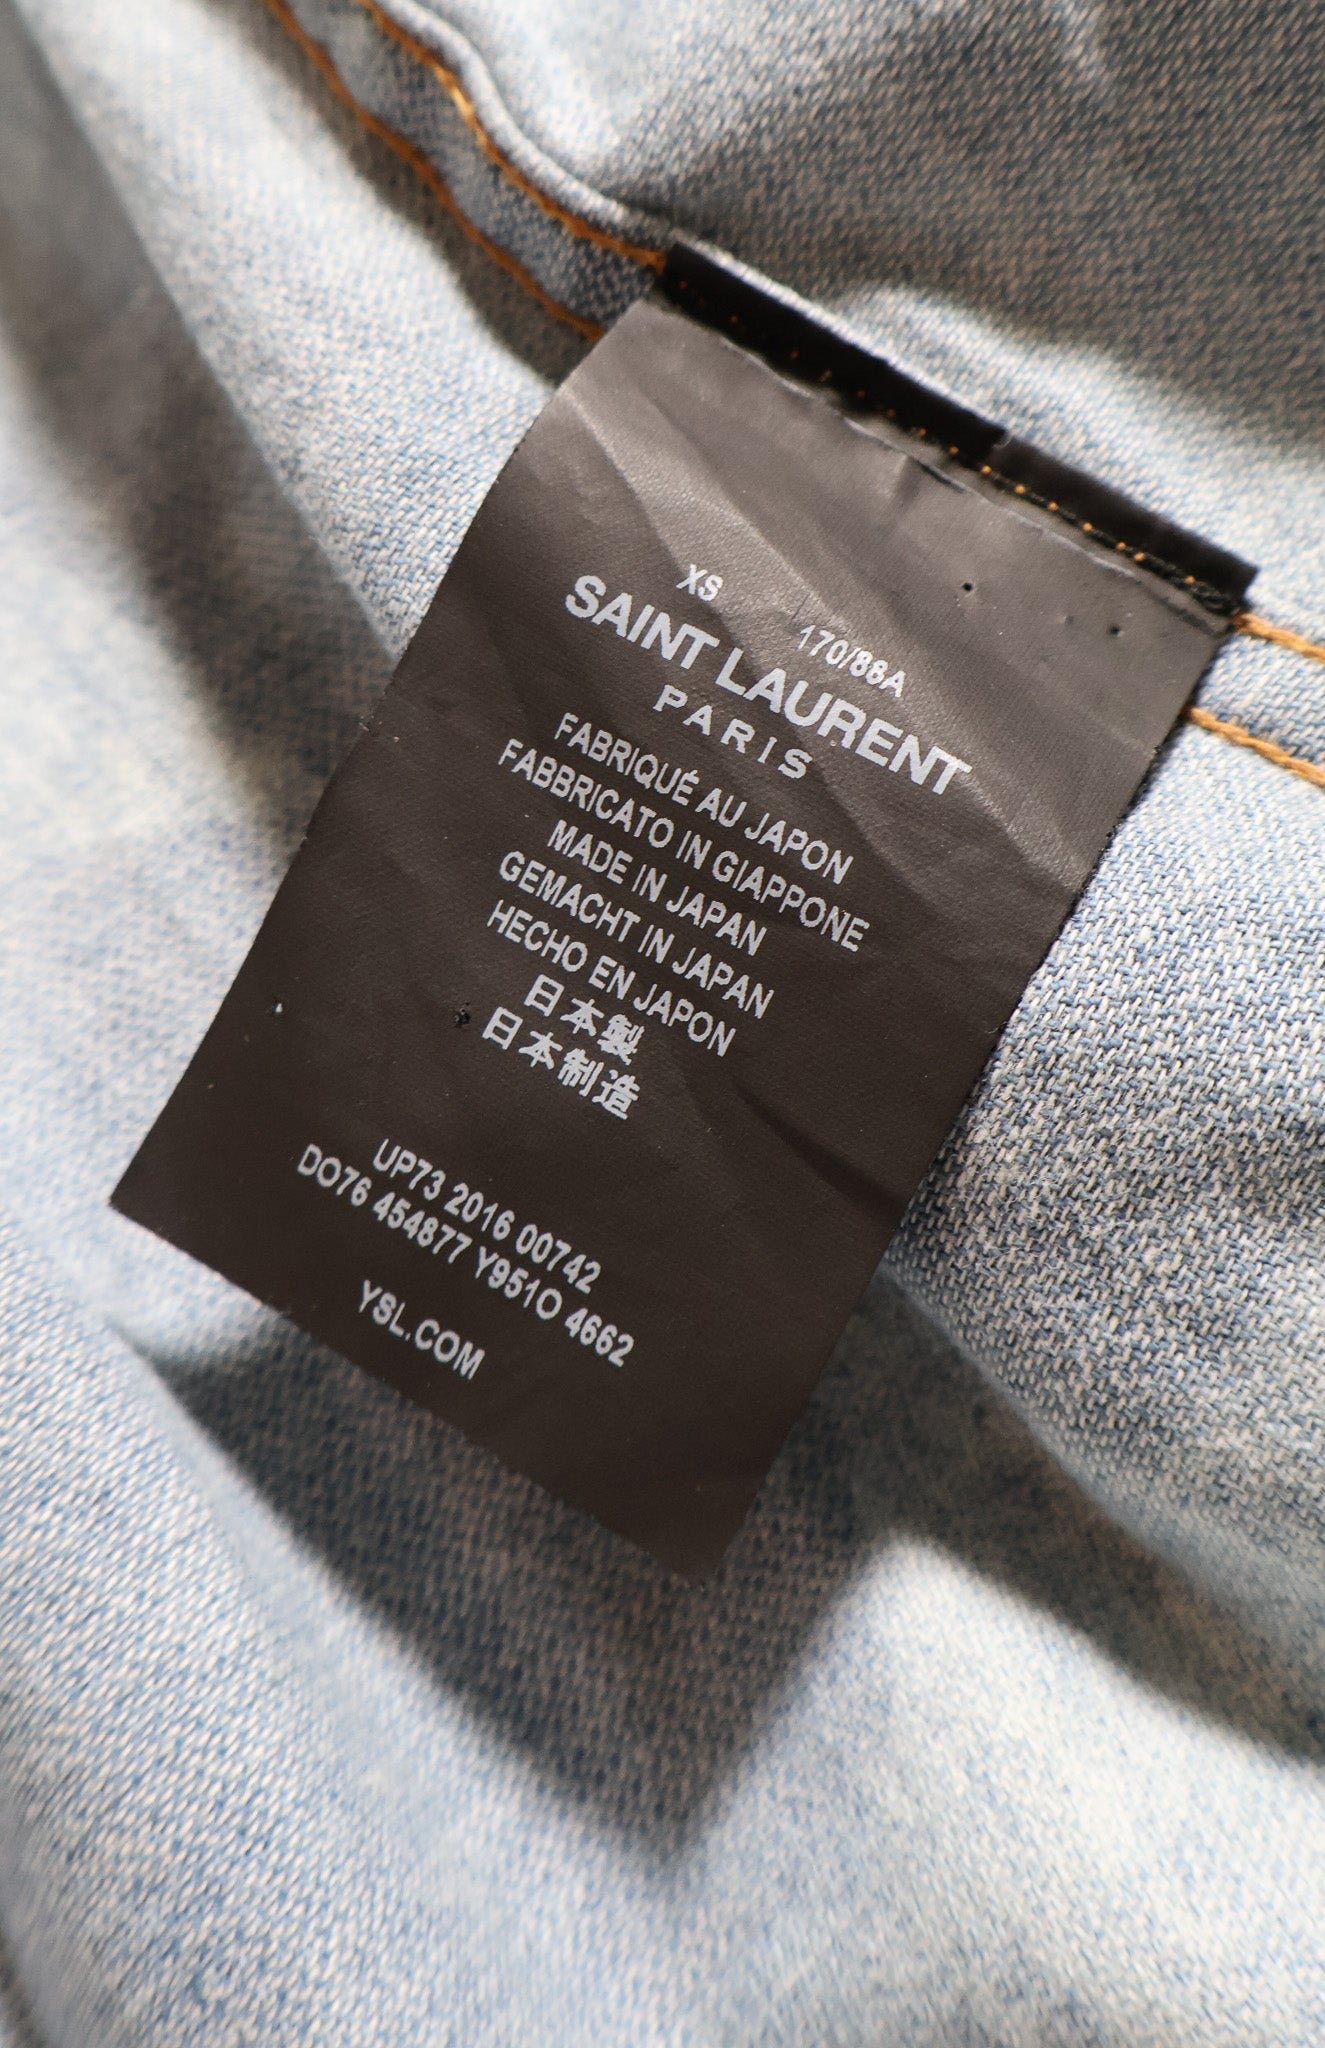 XS 170/88A
SAINT LAURENT
PARIS
FABRIQUÉ AU JAPON
FABBRICATO IN GIAPPONE
MADE IN JAPAN
GEMACHT IN JAPAN
HECHO EN JAPON
日本製
日本制造
UP73 2016 00742
DO76 454877 Y951O 4662
YSL.COM